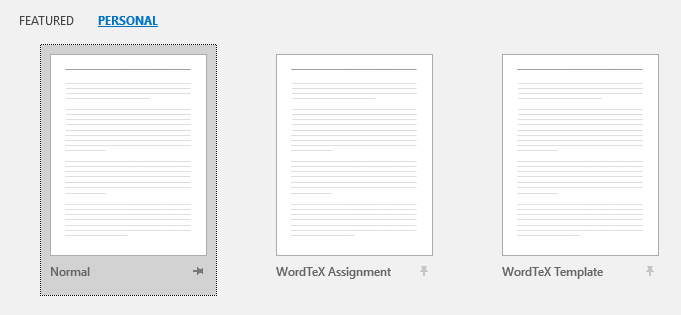 FEATURED PERSONAL
Normal WordTeX Assignment WordTeX Template